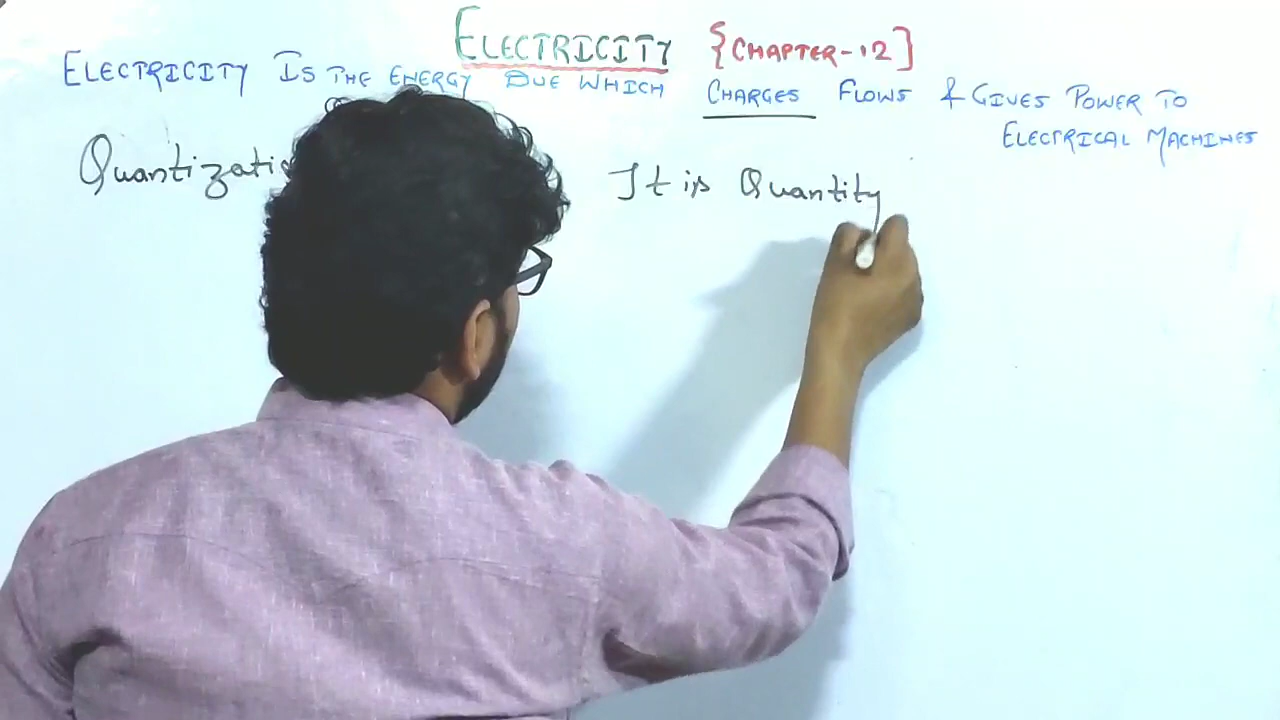 ELECTRICITY {CHAPTER-12]
ELECTRICITY IS THE ENERGY DUE WHICH CHARGES FLOWS & GIVES POWER TO
ELECTRICAL MACHINES
It is Quantity